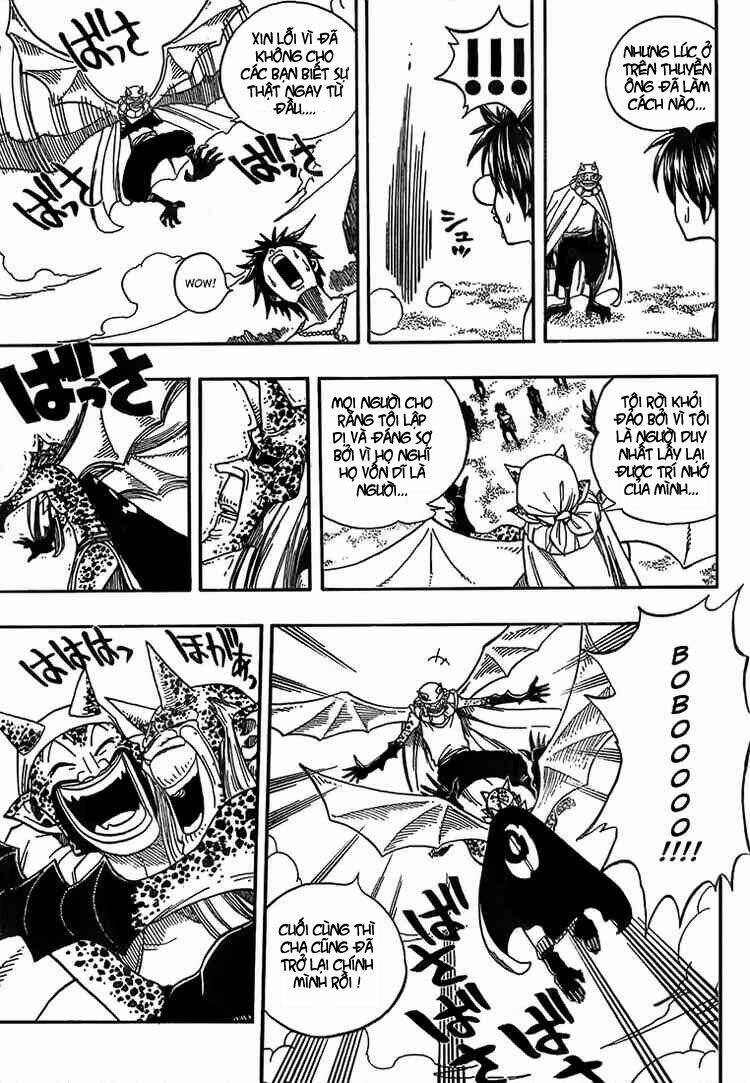 NHƯNG LÚC Ở
TRÊN THUYỀN
ÔNG ĐÃ LÀM
CÁCH NÀO...
!!!
シュッ
XIN LỖI VÌ ĐÃ
KHÔNG CHO
CÁC BẠN BIẾT SỰ
THẬT NGAY TỪ
ĐẦU....
ばっさ
ばっさ
ばっさ
WOW!
TÔI RỜI KHỎI
ĐẢO BỞI VÌ TÔI
LÀ NGƯỜI DUY
NHẤT LẤY LẠI
ĐƯỢC TRÍ NHỚ
CỦA MÌNH....
MỌI NGƯỜI CHO
RẰNG TÔI LẬP
DỊ VÀ ĐÁNG SỢ
BỞI VÌ HỌ NGHĨ
HỌ VỐN DĨ LÀ
NGƯỜI...
ばっさ
BOBOOOOOO
!!!!
CUỐI CÙNG THÌ
CHA CŨNG ĐÃ
TRỞ LẠI CHÍNH
MÌNH RỒI !
はははっ